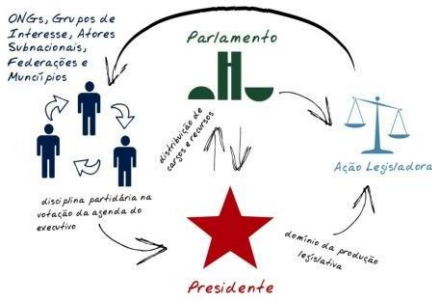 ONGs, Grupos de
Interesse, Atores
Subnacionais,
Federações e
Muncípios
Parlamento
distribuição de
cargos e recursos
Ação Legisladora
disciplina partidária na
votação da agenda do
executivo
domínio da produção
legislativa
Presidente